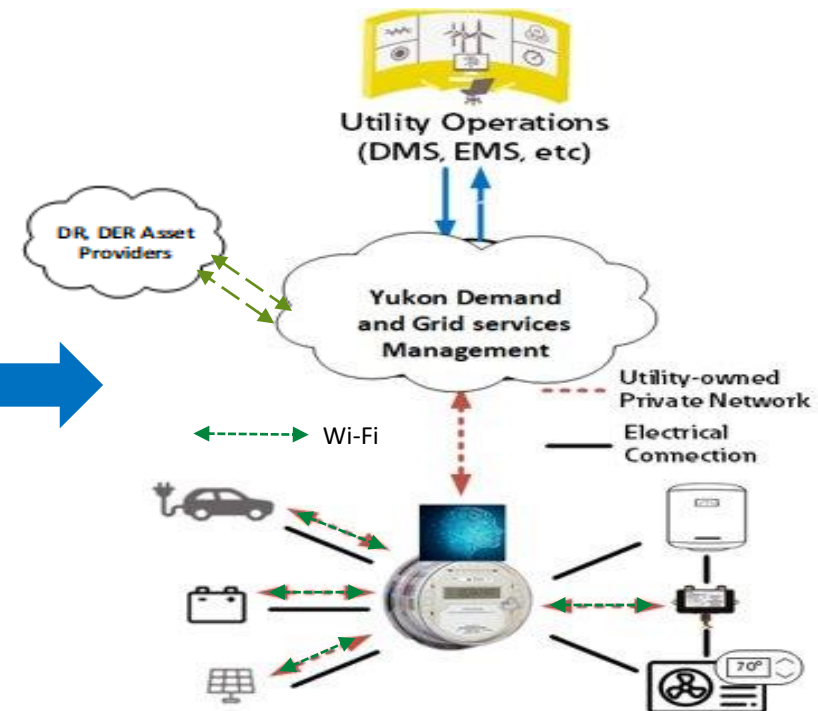 Utility Operations
(DMS, EMS, etc)
DR, DER Asset
Providers
Yukon Demand
and Grid services
Management
Utility-owned
Private Network
Wi-Fi
Electrical
Connection
70°